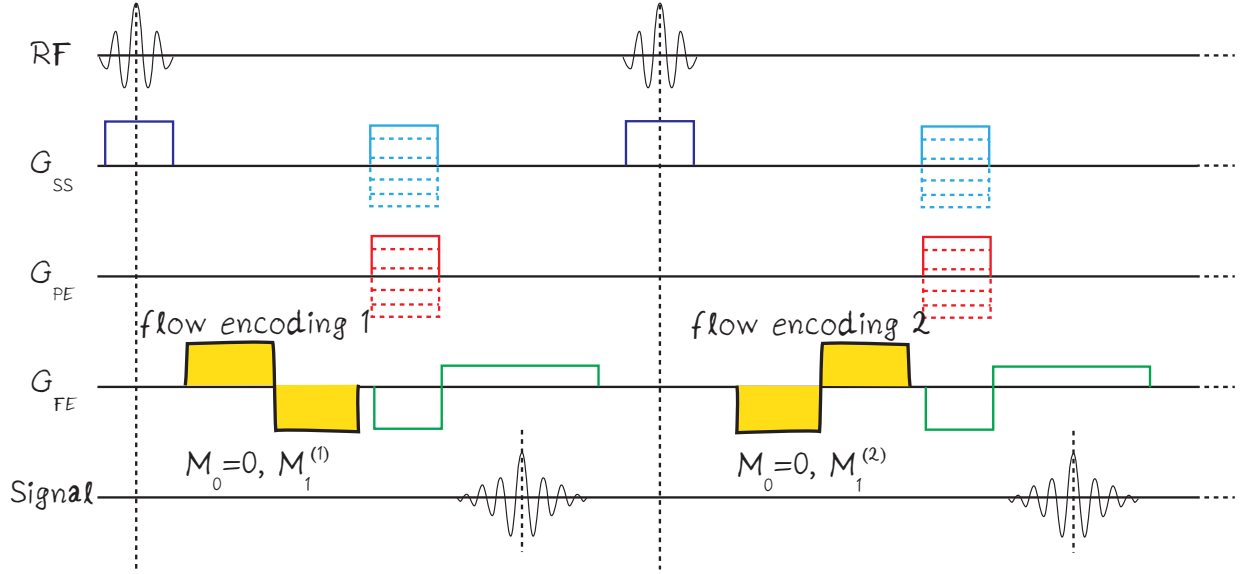 RF
G SS
G PE
flow encoding 1 flow encoding 2
G FE
M₀=0, M₁⁽¹⁾ M₀=0, M₁⁽²⁾
Signal